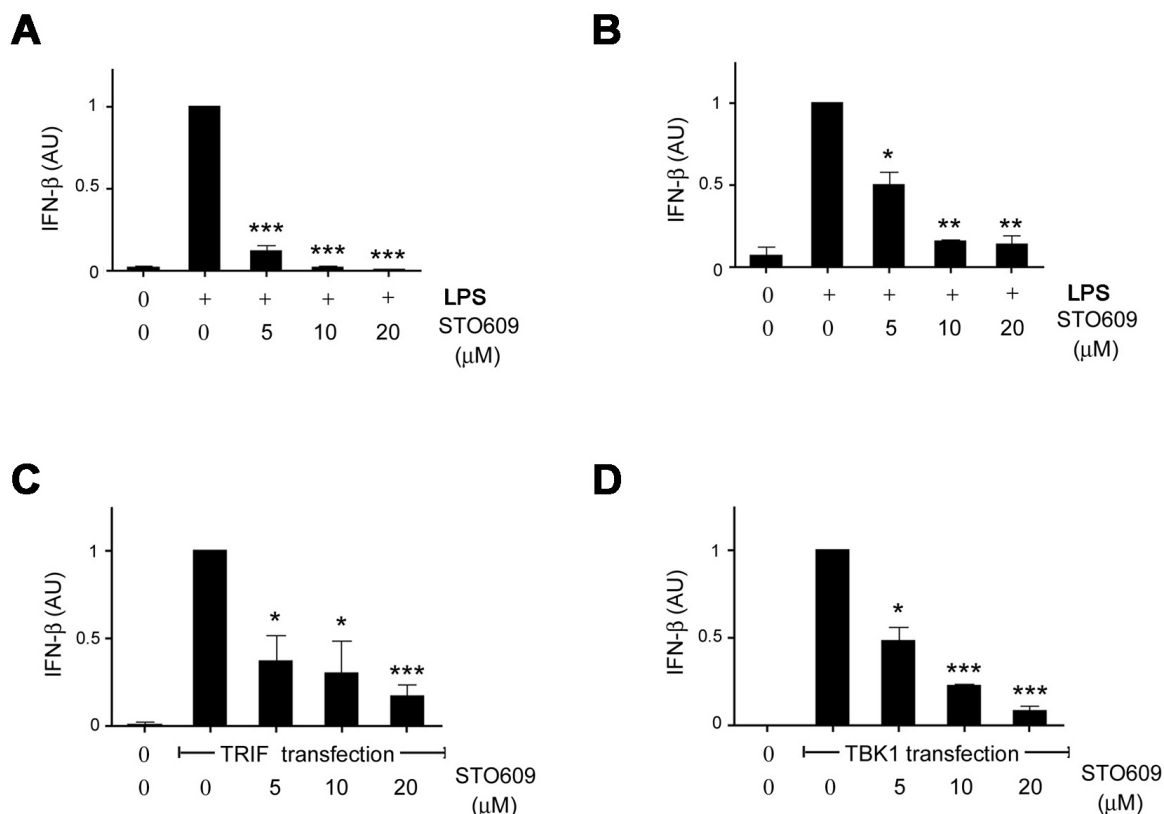 A
IFN-β (AU)
1
0.5
0
*** *** ***
0 + + + + LPS
0 0 5 10 20 STO609
(μM)
B
IFN-β (AU)
1
0.5
0
* ** **
0 + + + + LPS
0 0 5 10 20 STO609
(μM)
C
IFN-β (AU)
1
0.5
0
* * ***
0 TRIF transfection
0 0 5 10 20 STO609
(μM)
D
IFN-β (AU)
1
0.5
0
* *** ***
0 TBK1 transfection
0 0 5 10 20 STO609
(μM)